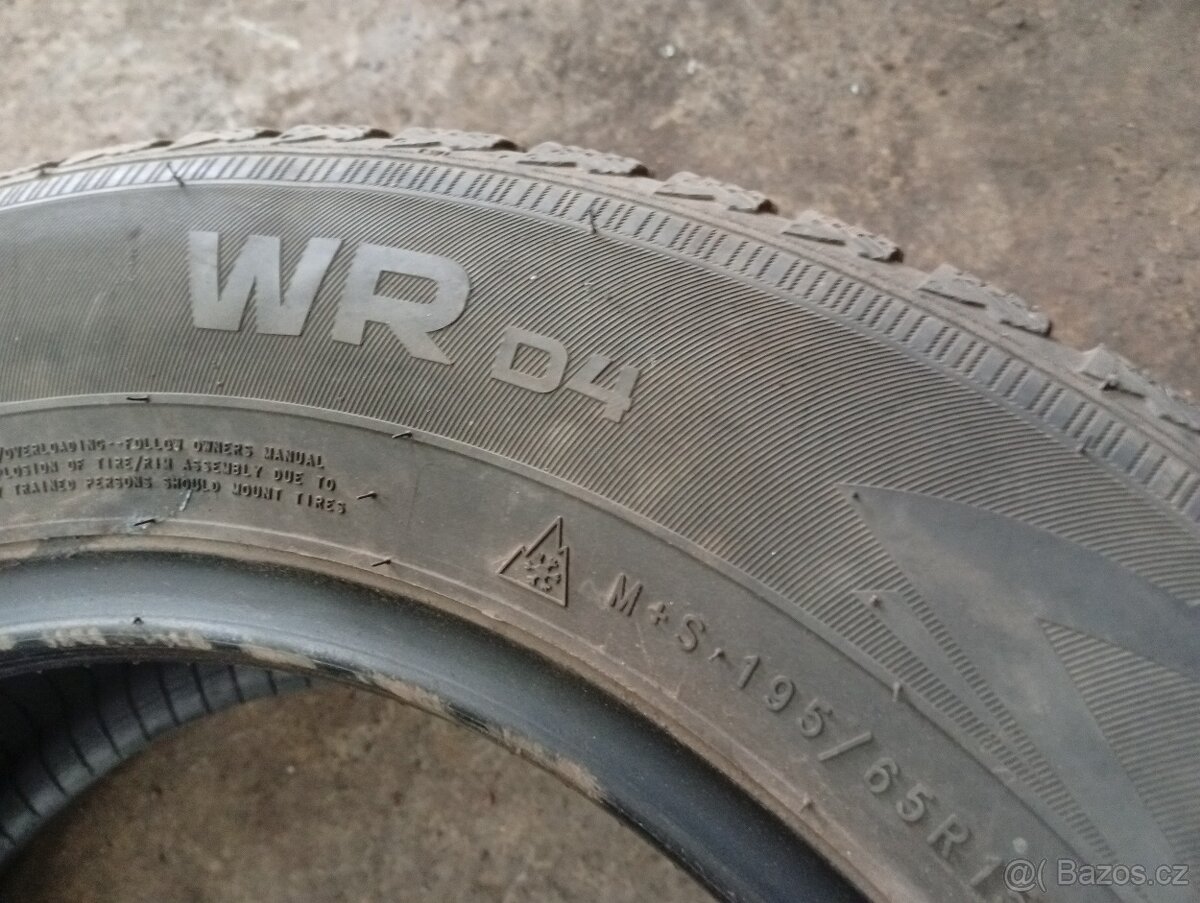 WR D4
/OVERLOADING--FOLLOW OWNERS MANUAL
PLOSION OF TIRE/RIM ASSEMBLY DUE TO
Y TRAINED PERSONS SHOULD MOUNT TIRES
M+S 195/65R 15
@( Bazos.cz